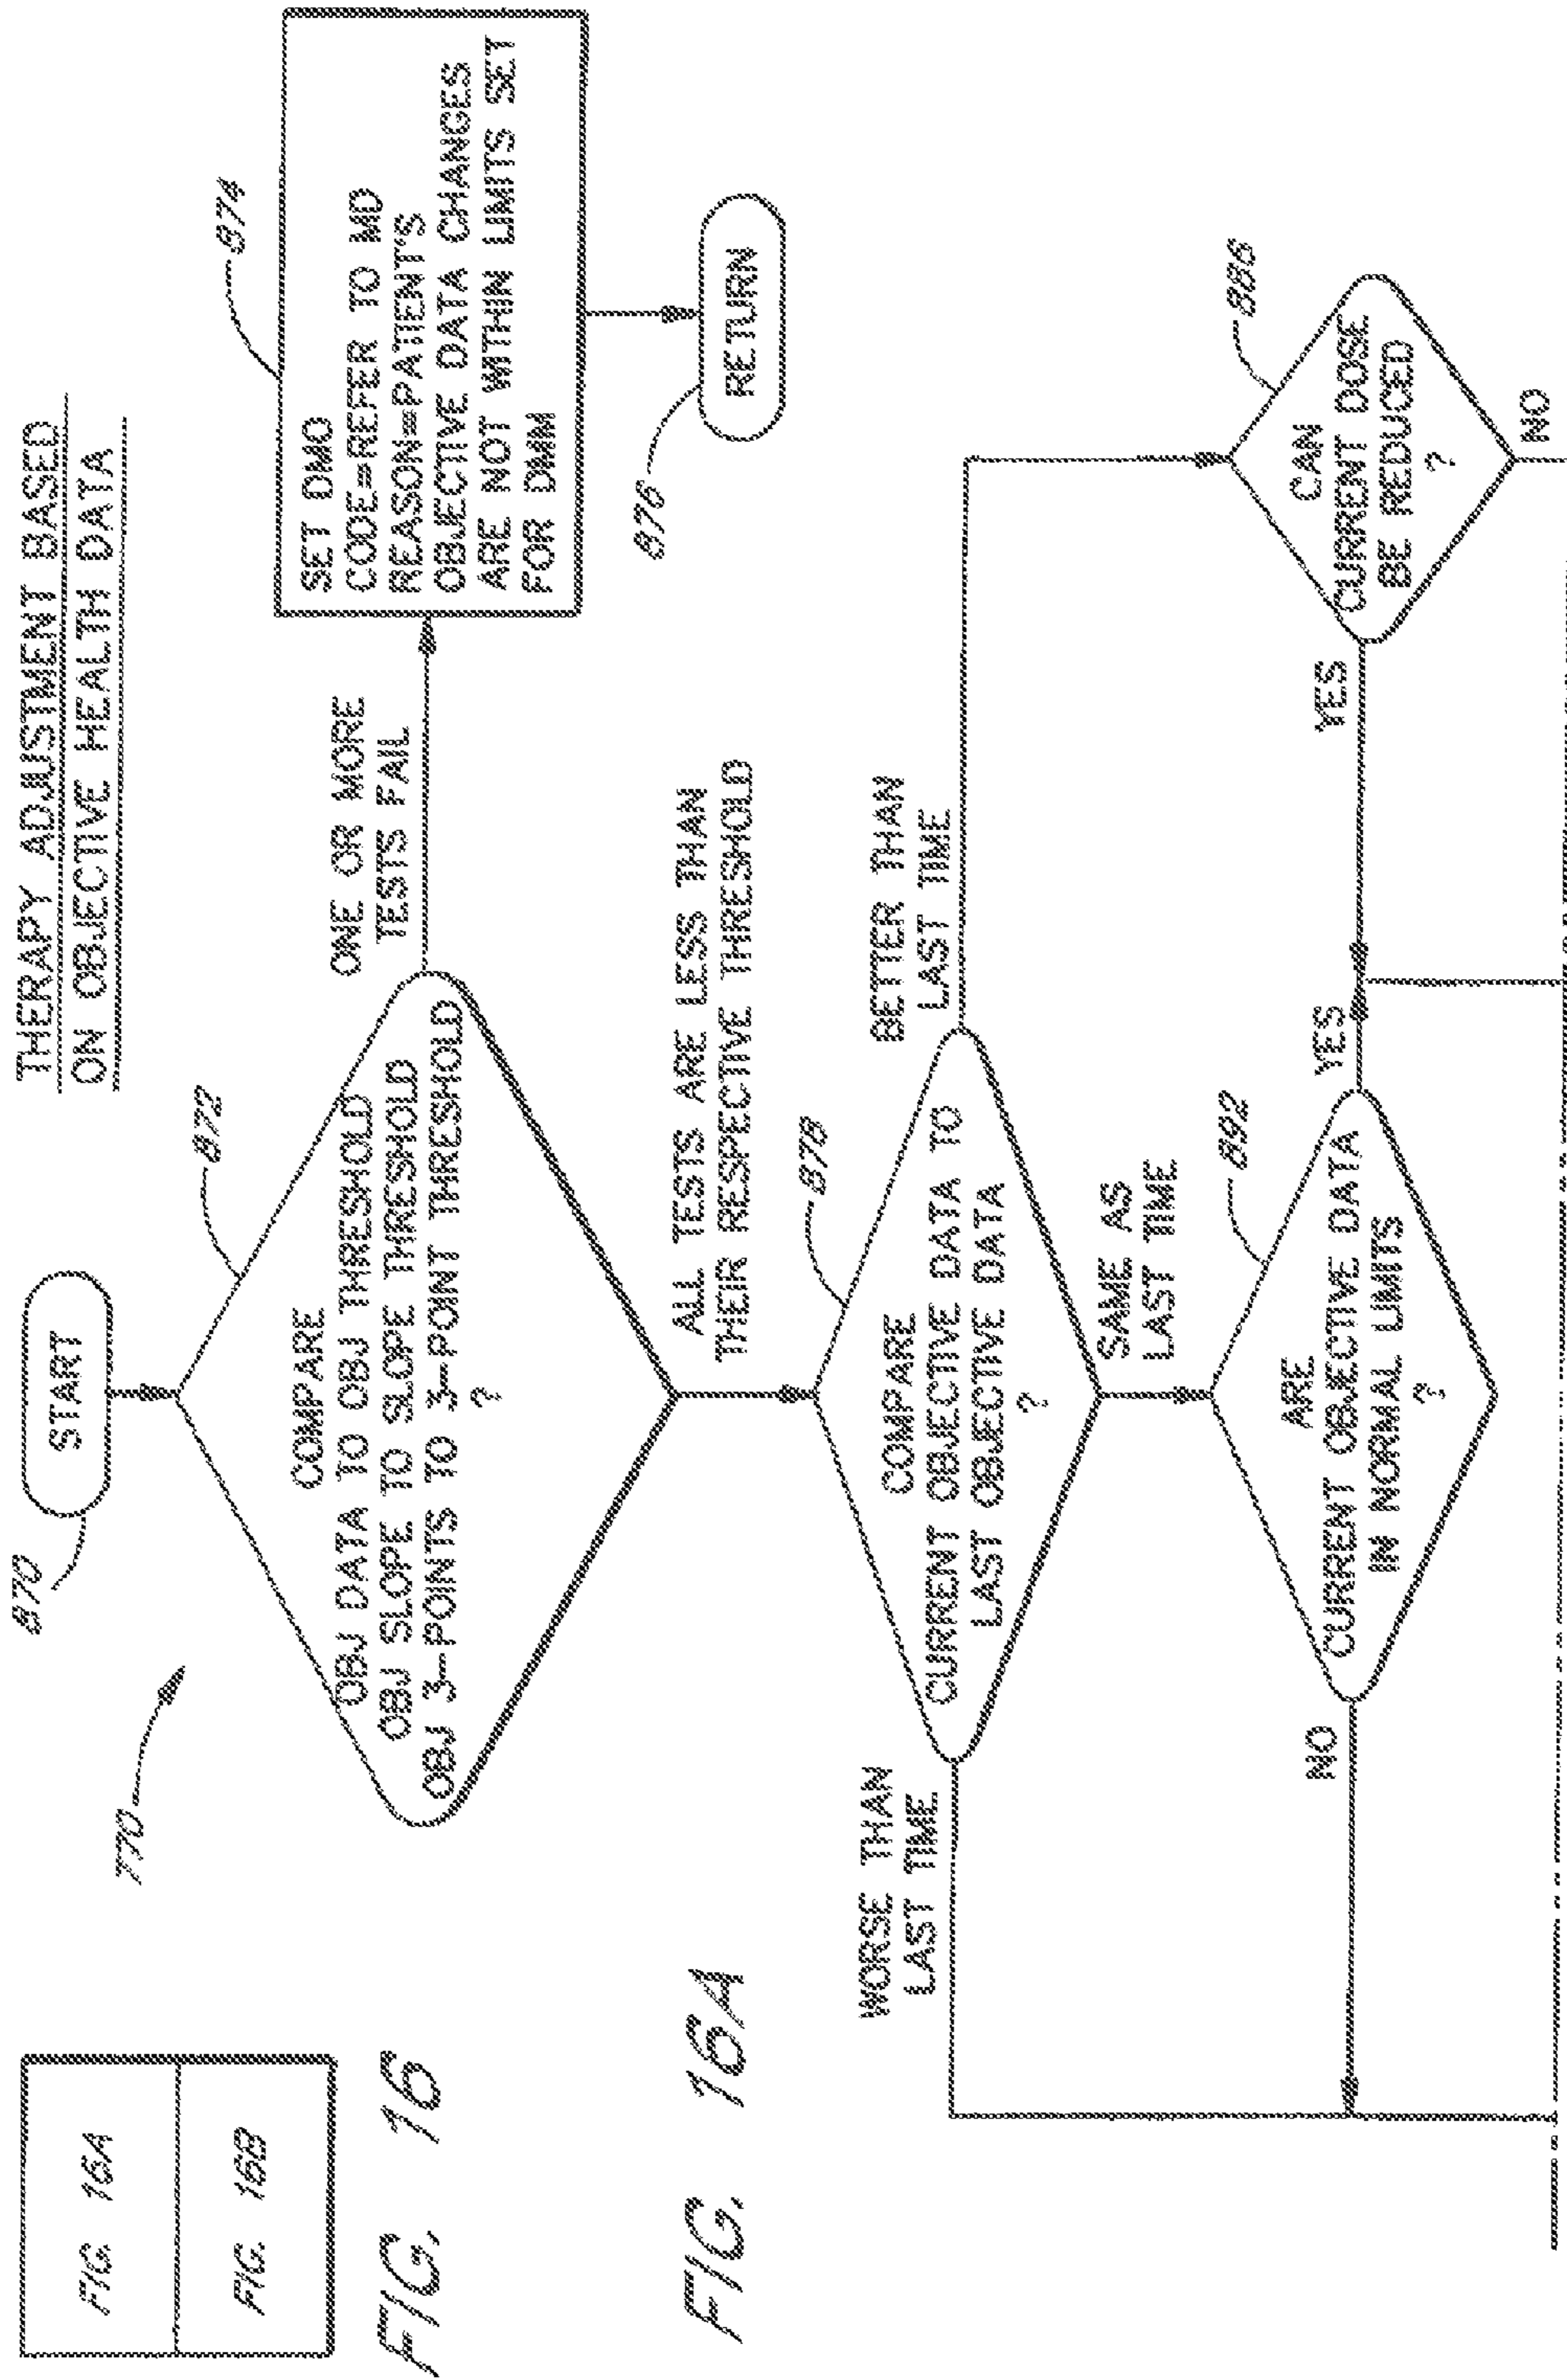 FIG. 16A
FIG. 16B
FIG. 16
FIG. 16A
THERAPY ADJUSTMENT BASED
ON OBJECTIVE HEALTH DATA
770
870
START
872
COMPARE
OBJ DATA TO OBJ THRESHOLD
OBJ SLOPE TO SLOPE THRESHOLD
OBJ 3-POINTS TO 3-POINT THRESHOLD
?
ONE OR MORE
TESTS FAIL
874
SET DMO
CODE=REFER TO MD
REASON=PATIENT'S
OBJECTIVE DATA CHANGES
ARE NOT WITHIN LIMITS SET
FOR DMM
876
RETURN
ALL TESTS ARE LESS THAN
THEIR RESPECTIVE THRESHOLD
878
COMPARE
CURRENT OBJECTIVE DATA TO
LAST OBJECTIVE DATA
?
WORSE THAN
LAST TIME
BETTER THAN
LAST TIME
SAME AS
LAST TIME
892
ARE
CURRENT OBJECTIVE DATA
IN NORMAL LIMITS
?
NO
YES
886
CAN
CURRENT DOSE
BE REDUCED
?
YES
NO